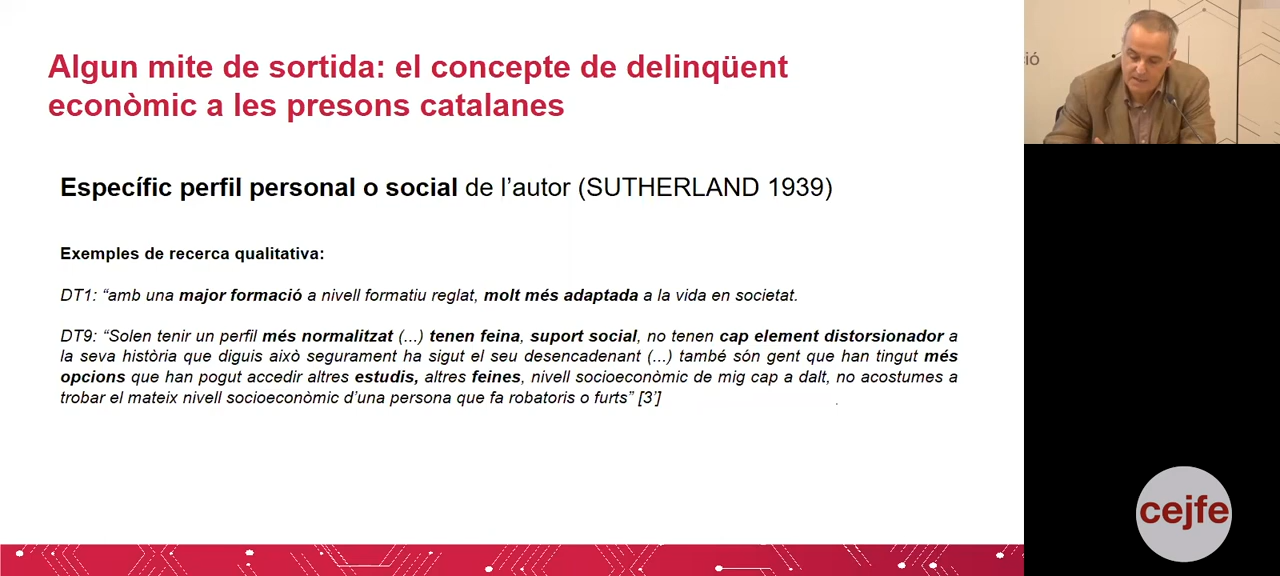 Algun mite de sortida: el concepte de delinqüent
econòmic a les presons catalanes
Específic perfil personal o social de l’autor (SUTHERLAND 1939)
Exemples de recerca qualitativa:
DT1: “amb una major formació a nivell formatiu reglat, molt més adaptada a la vida en societat.
DT9: “Solen tenir un perfil més normalitzat (...) tenen feina, suport social, no tenen cap element distorsionador a
la seva història que diguis això segurament ha sigut el seu desencadenant (...) també són gent que han tingut més
opcions que han pogut accedir altres estudis, altres feines, nivell socioeconòmic de mig cap a dalt, no acostumes a
trobar el mateix nivell socioeconòmic d’una persona que fa robatoris o furts” [3’]
ió
cejfe